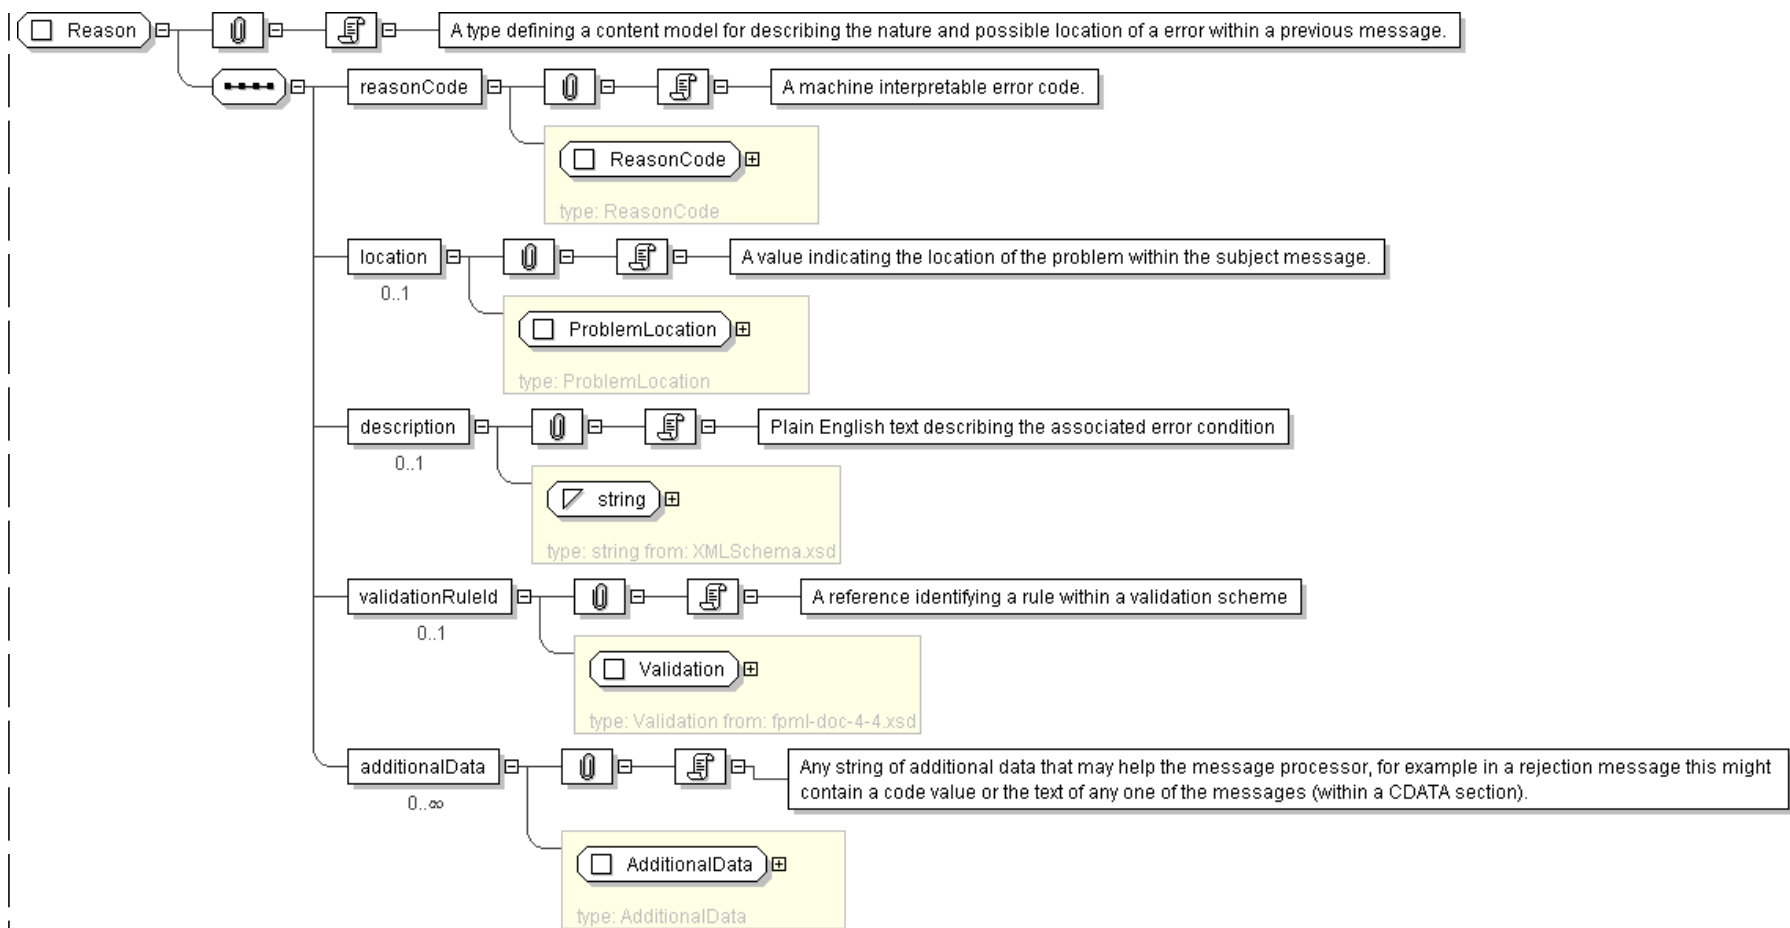 Reason
A type defining a content model for describing the nature and possible location of a error within a previous message.
reasonCode
A machine interpretable error code.
ReasonCode
type: ReasonCode
location
A value indicating the location of the problem within the subject message.
0..1
ProblemLocation
type: ProblemLocation
description
Plain English text describing the associated error condition
0..1
string
type: string from: XMLSchema.xsd
validationRuleId
A reference identifying a rule within a validation scheme
0..1
Validation
type: Validation from: fpml-doc-4-4.xsd
additionalData
Any string of additional data that may help the message processor, for example in a rejection message this might
contain a code value or the text of any one of the messages (within a CDATA section).
0..∞
AdditionalData
type: AdditionalData